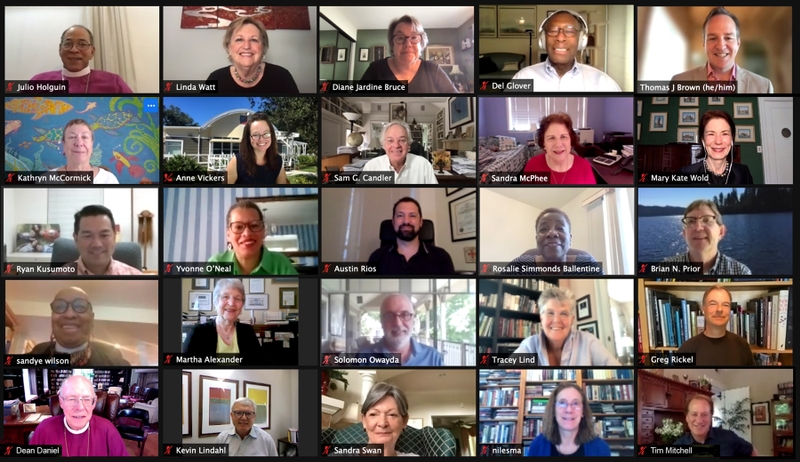 Julio Holguin
Linda Watt
Diane Jardine Bruce
Del Glover
Thomas J Brown (he/him)
Kathryn McCormick
Anne Vickers
Sam G. Candler
Sandra McPhee
Mary Kate Wold
Ryan Kusumoto
Yvonne O'Neal
Austin Rios
Rosalie Simmonds Ballentine
Brian N. Prior
sandye wilson
Martha Alexander
Solomon Owayda
Tracey Lind
Greg Rickel
Dean Daniel
Kevin Lindahl
Sandra Swan
nilesma
Tim Mitchell